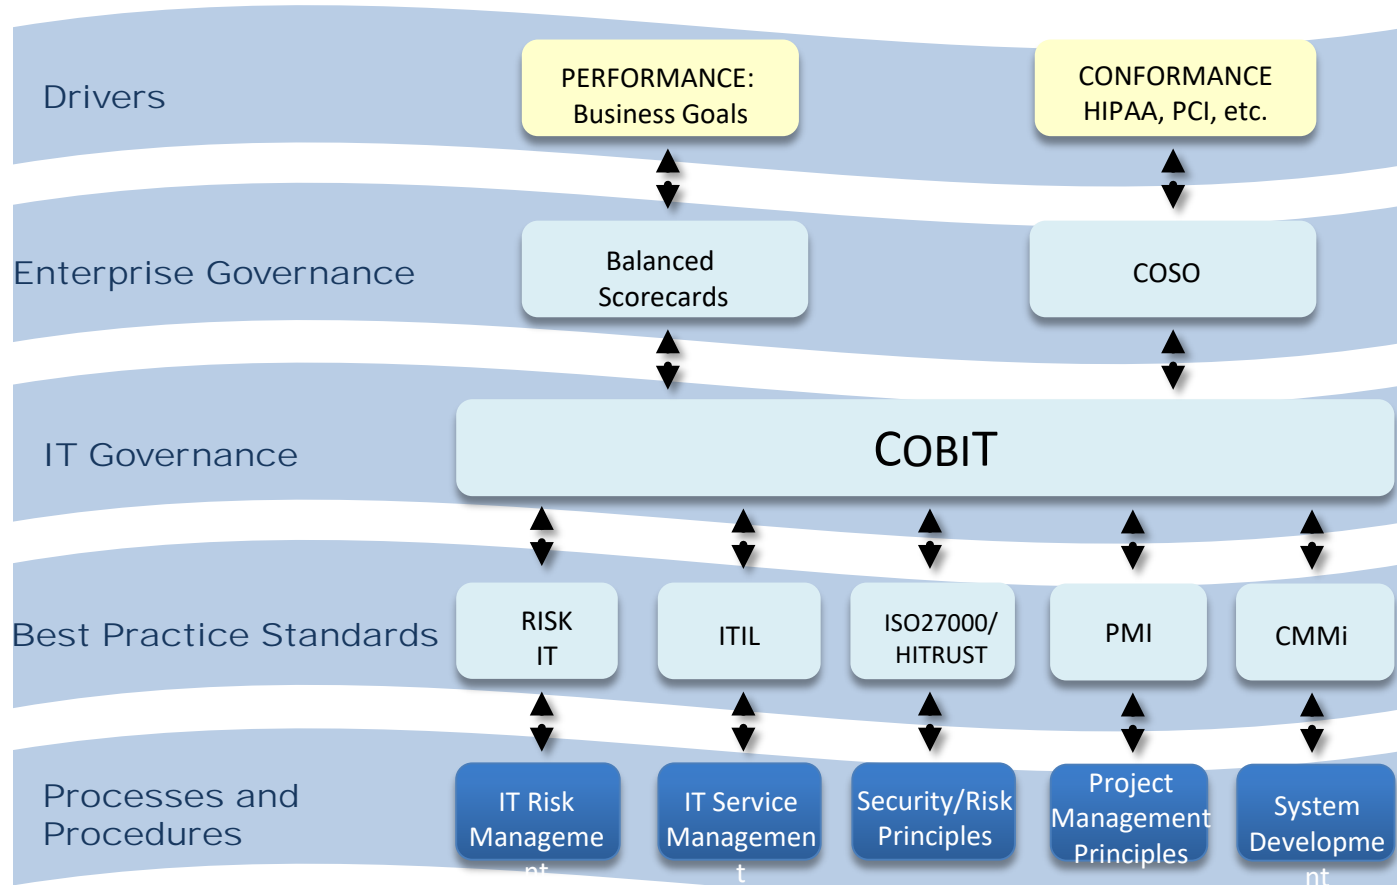 Drivers
PERFORMANCE:
Business Goals
CONFORMANCE
HIPAA, PCI, etc.
Enterprise Governance
Balanced
Scorecards
COSO
IT Governance
COBIT
Best Practice Standards
RISK
IT
ITIL
ISO27000/
HITRUST
PMI
CMMi
Processes and
Procedures
IT Risk
Manageme
nt
IT Service
Managemen
t
Security/Risk
Principles
Project
Management
Principles
System
Developme
nt